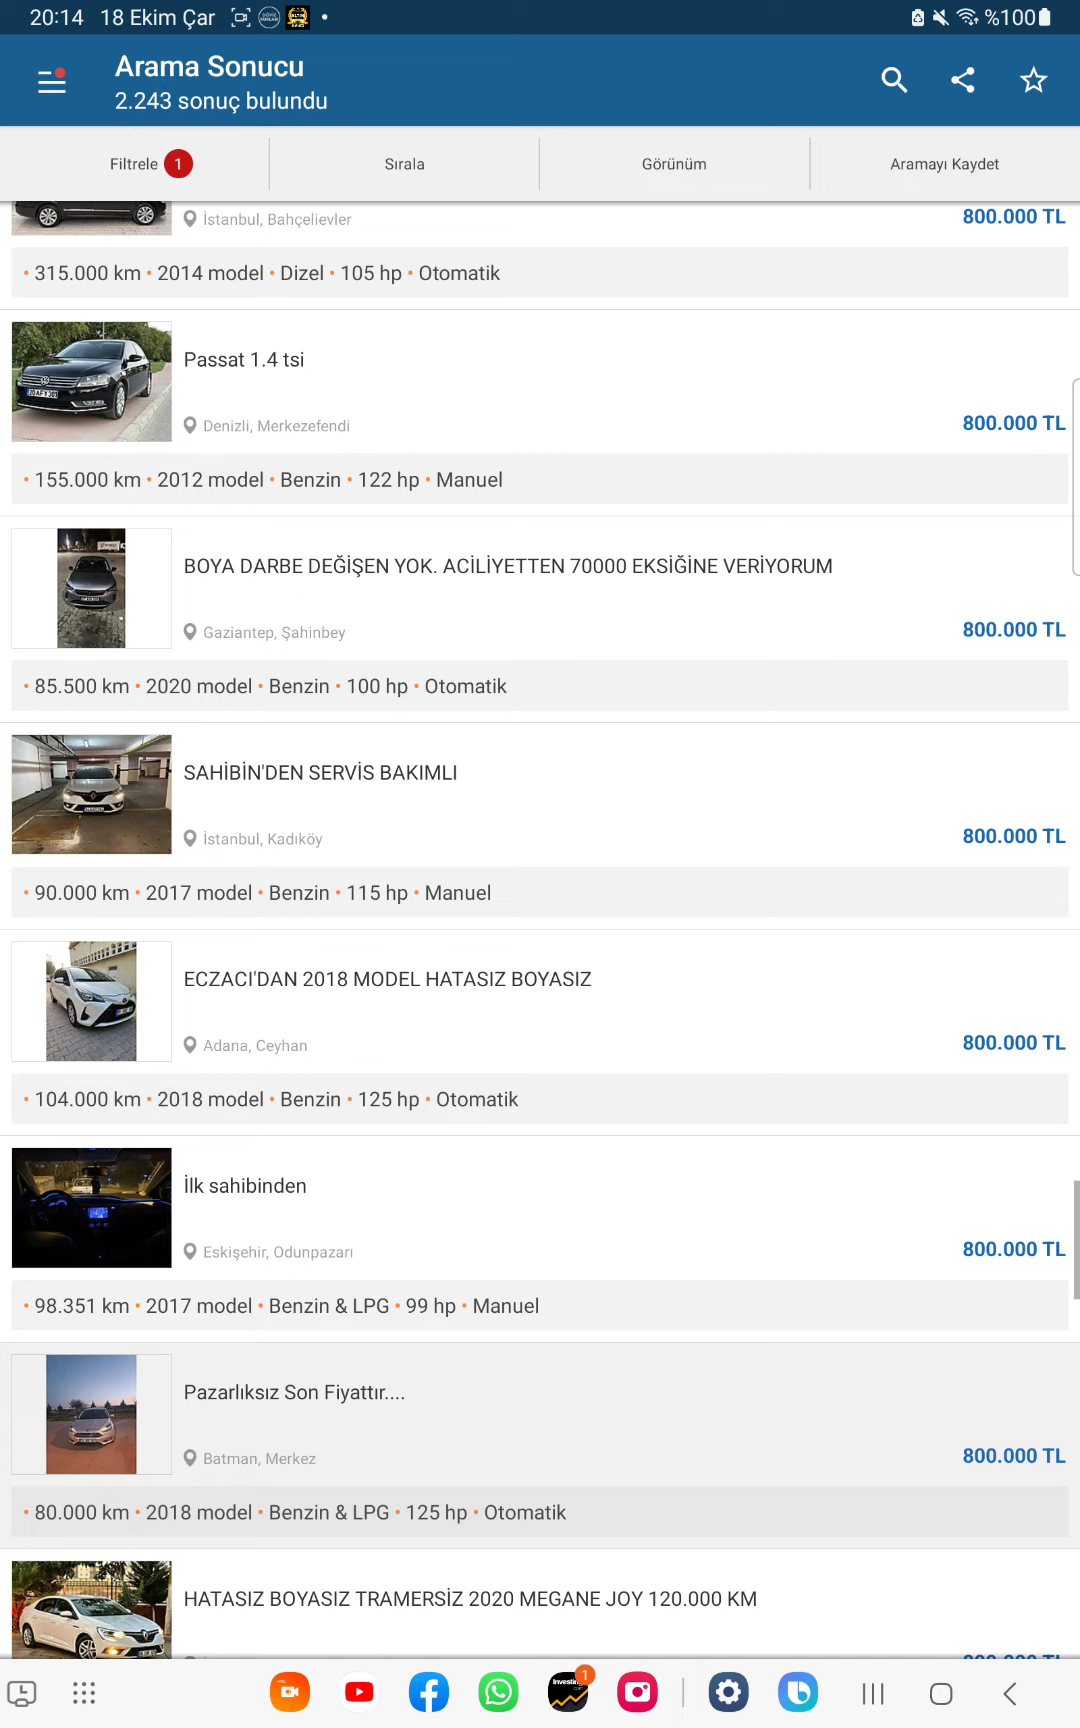 20:14 18 Ekim Çar %100
Arama Sonucu
2.243 sonuç bulundu
Filtrele 1 Sırala Görünüm Aramayı Kaydet
İstanbul, Bahçelievler 800.000 TL
• 315.000 km • 2014 model • Dizel • 105 hp • Otomatik
Passat 1.4 tsi
Denizli, Merkezefendi 800.000 TL
• 155.000 km • 2012 model • Benzin • 122 hp • Manuel
BOYA DARBE DEĞİŞEN YOK. ACİLİYETTEN 70000 EKSİĞİNE VERİYORUM
Gaziantep, Şahinbey 800.000 TL
• 85.500 km • 2020 model • Benzin • 100 hp • Otomatik
SAHİBİN'DEN SERVİS BAKIMLI
İstanbul, Kadıköy 800.000 TL
• 90.000 km • 2017 model • Benzin • 115 hp • Manuel
ECZACI'DAN 2018 MODEL HATASIZ BOYASIZ
Adana, Ceyhan 800.000 TL
• 104.000 km • 2018 model • Benzin • 125 hp • Otomatik
İlk sahibinden
Eskişehir, Odunpazarı 800.000 TL
• 98.351 km • 2017 model • Benzin & LPG • 99 hp • Manuel
Pazarlıksız Son Fiyattır....
Batman, Merkez 800.000 TL
• 80.000 km • 2018 model • Benzin & LPG • 125 hp • Otomatik
HATASIZ BOYASIZ TRAMERSİZ 2020 MEGANE JOY 120.000 KM
Investing
.com
1